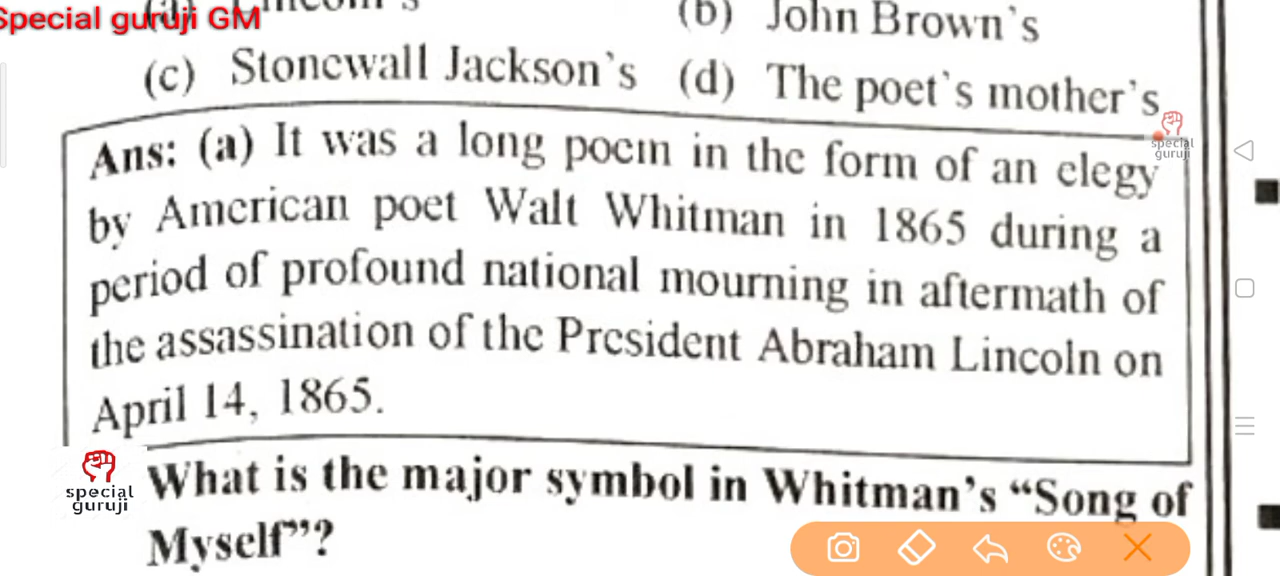 Special guruji GM
(b) John Brown's
(c) Stonewall Jackson's (d) The poet's mother's
special
guruji
Ans: (a) It was a long poem in the form of an elegy
by American poet Walt Whitman in 1865 during a
period of profound national mourning in aftermath of
the assassination of the President Abraham Lincoln on
April 14, 1865.
special
guruji
What is the major symbol in Whitman's “Song of
Myself”?